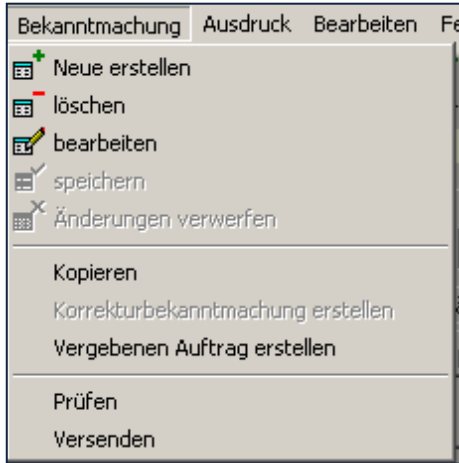 Bekanntmachung Ausdruck Bearbeiten
Neue erstellen
löschen
bearbeiten
speichern
Änderungen verwerfen
Kopieren
Korrekturbekanntmachung erstellen
Vergebenen Auftrag erstellen
Prüfen
Versenden